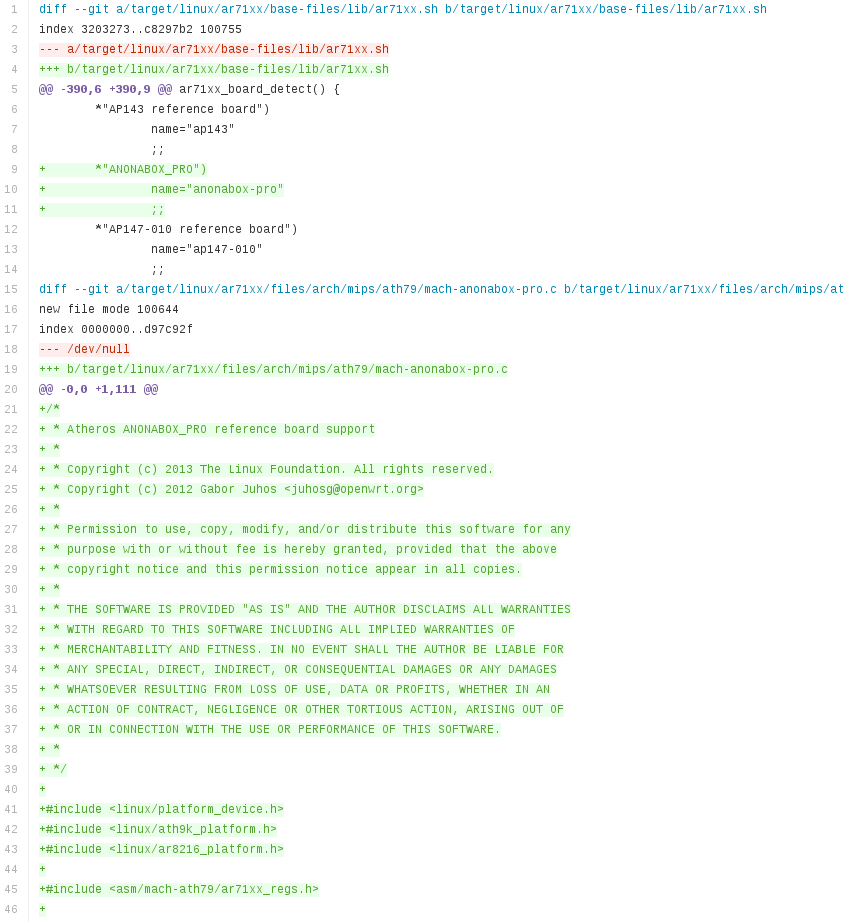 1 diff --git a/target/linux/ar71xx/base-files/lib/ar71xx.sh b/target/linux/ar71xx/base-files/lib/ar71xx.sh
2 index 3203273..c8297b2 100755
3 --- a/target/linux/ar71xx/base-files/lib/ar71xx.sh
4 +++ b/target/linux/ar71xx/base-files/lib/ar71xx.sh
5 @@ -390,6 +390,9 @@ ar71xx_board_detect() {
6         *"AP143 reference board")
7                 name="ap143"
8                 ;;
9 +       *"ANONABOX_PRO")
10 +               name="anonabox-pro"
11 +               ;;
12         *"AP147-010 reference board")
13                 name="ap147-010"
14                 ;;
15 diff --git a/target/linux/ar71xx/files/arch/mips/ath79/mach-anonabox-pro.c b/target/linux/ar71xx/files/arch/mips/at
16 new file mode 100644
17 index 0000000..d97c92f
18 --- /dev/null
19 +++ b/target/linux/ar71xx/files/arch/mips/ath79/mach-anonabox-pro.c
20 @@ -0,0 +1,111 @@
21 +/*
22 + * Atheros ANONABOX_PRO reference board support
23 + *
24 + * Copyright (c) 2013 The Linux Foundation. All rights reserved.
25 + * Copyright (c) 2012 Gabor Juhos <juhosg@openwrt.org>
26 + *
27 + * Permission to use, copy, modify, and/or distribute this software for any
28 + * purpose with or without fee is hereby granted, provided that the above
29 + * copyright notice and this permission notice appear in all copies.
30 + *
31 + * THE SOFTWARE IS PROVIDED "AS IS" AND THE AUTHOR DISCLAIMS ALL WARRANTIES
32 + * WITH REGARD TO THIS SOFTWARE INCLUDING ALL IMPLIED WARRANTIES OF
33 + * MERCHANTABILITY AND FITNESS. IN NO EVENT SHALL THE AUTHOR BE LIABLE FOR
34 + * ANY SPECIAL, DIRECT, INDIRECT, OR CONSEQUENTIAL DAMAGES OR ANY DAMAGES
35 + * WHATSOEVER RESULTING FROM LOSS OF USE, DATA OR PROFITS, WHETHER IN AN
36 + * ACTION OF CONTRACT, NEGLIGENCE OR OTHER TORTIOUS ACTION, ARISING OUT OF
37 + * OR IN CONNECTION WITH THE USE OR PERFORMANCE OF THIS SOFTWARE.
38 + *
39 + */
40 +
41 +#include <linux/platform_device.h>
42 +#include <linux/ath9k_platform.h>
43 +#include <linux/ar8216_platform.h>
44 +
45 +#include <asm/mach-ath79/ar71xx_regs.h>
46 +